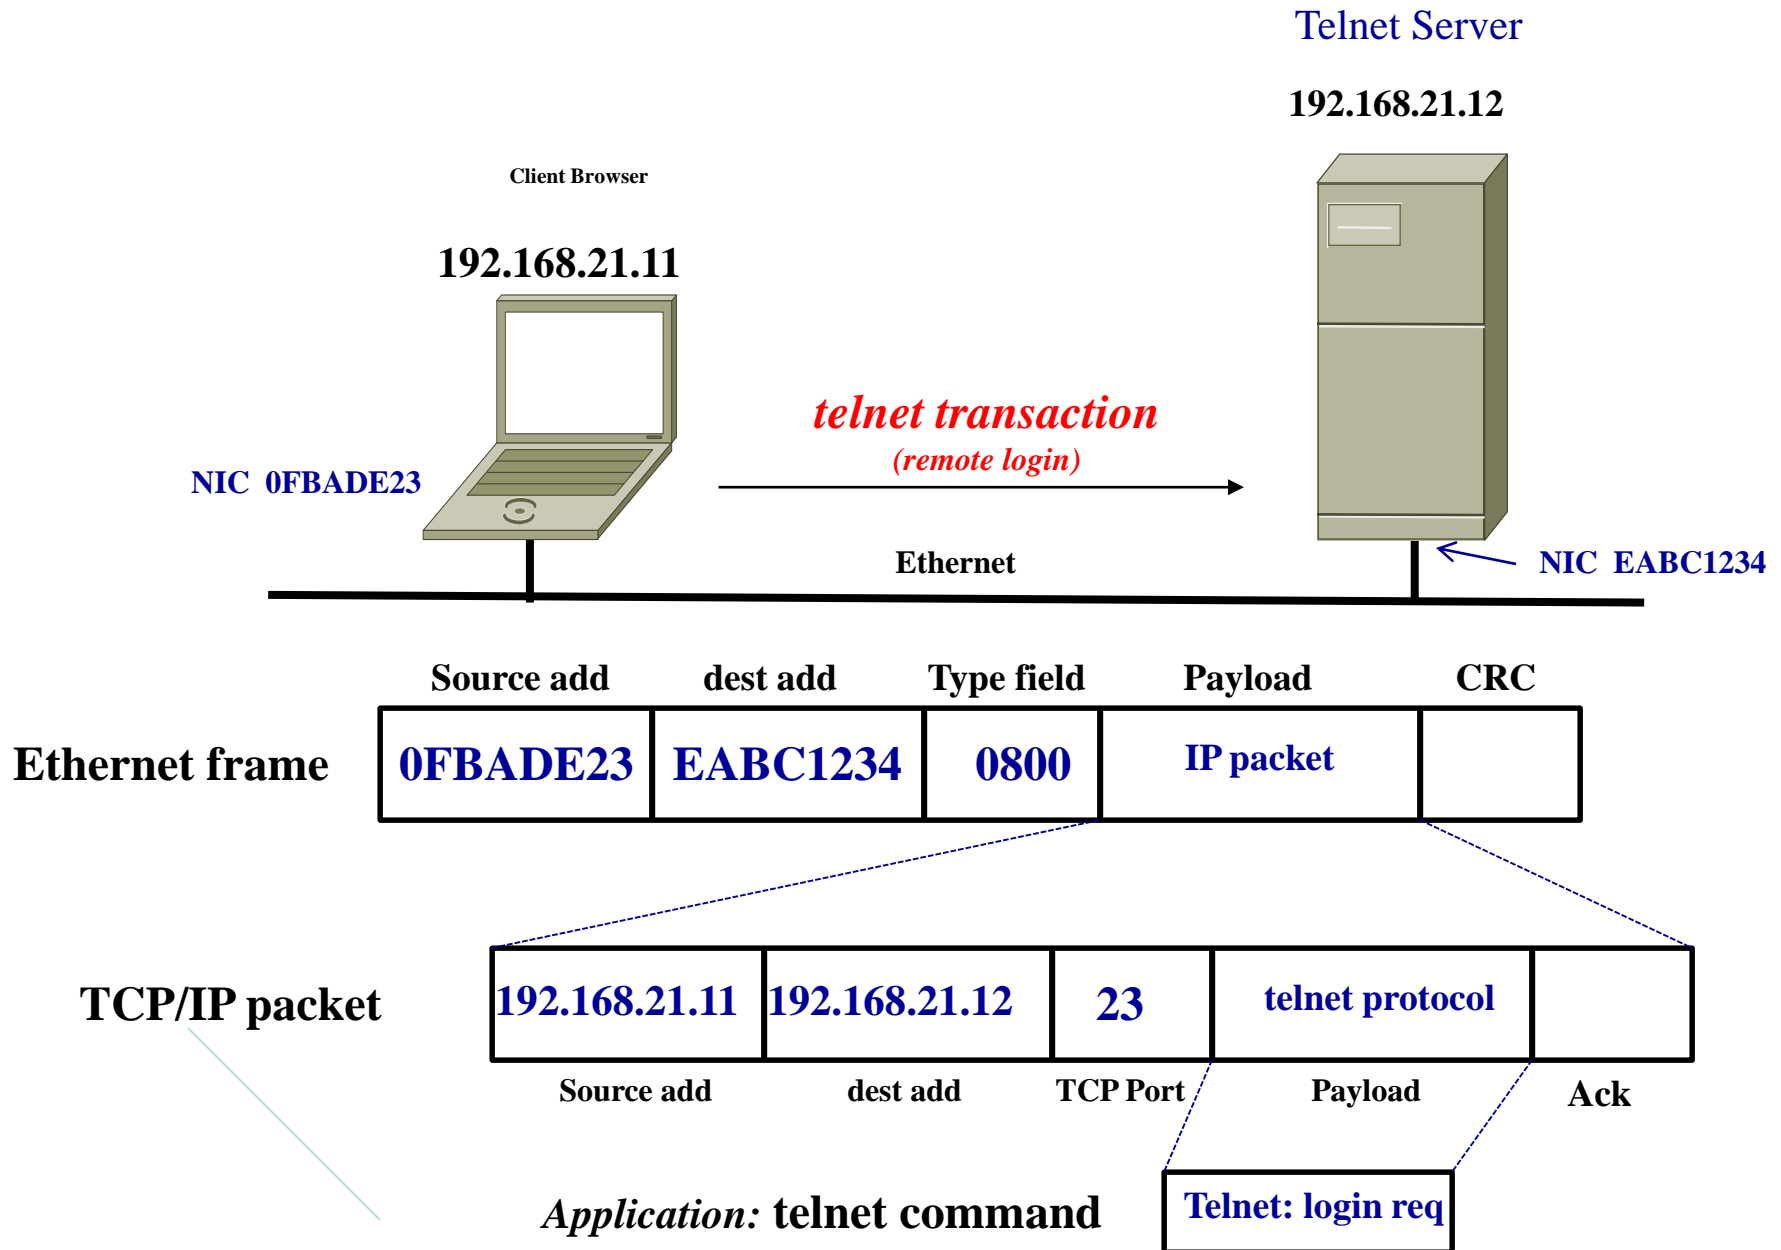 Telnet Server
192.168.21.12
Client Browser
192.168.21.11
telnet transaction
(remote login)
NIC 0FBADE23
Ethernet
NIC EABC1234
Source add dest add Type field Payload CRC
Ethernet frame 0FBADE23 EABC1234 0800 IP packet
TCP/IP packet 192.168.21.11 192.168.21.12 23 telnet protocol
Source add dest add TCP Port Payload Ack
Application: telnet command Telnet: login req